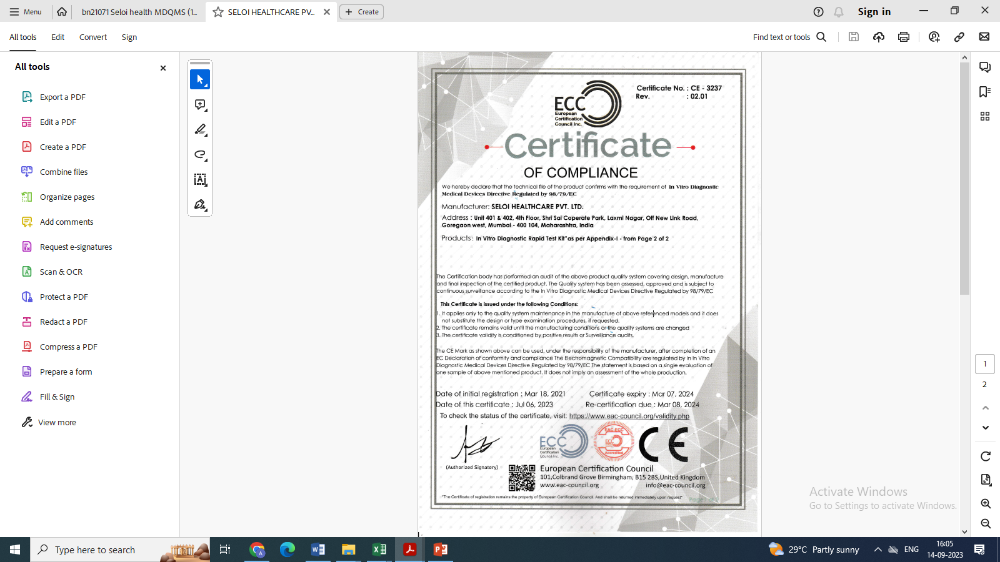 Menu
bn21071 Seloi health MDQMS (1...
SELOI HEALTHCARE PV...
Create
Sign in
All tools
Edit
Convert
Sign
Find text or tools
All tools
Export a PDF
Edit a PDF
Create a PDF
Combine files
Organize pages
Add comments
Request e-signatures
Scan & OCR
Protect a PDF
Redact a PDF
Compress a PDF
Prepare a form
Fill & Sign
View more
Certificate No. : CE - 3237
Rev. : 02.01
ECC
European
Certification
Council Inc.
Certificate
OF COMPLIANCE
We hereby declare that the technical file of the product confirms with the requirement of In Vitro Diagnostic
Medical Devices Directive Regulated by 98/79/EC
Manufacturer: SELOI HEALTHCARE PVT. LTD.
Address : Unit 401 & 402, 4th Floor, Shri Sai Coperate Park, Laxmi Nagar, Off New Link Road,
Goregaon west, Mumbai - 400 104, Maharashtra, India
Products : In Vitro Diagnostic Rapid Test Kit"as per Appendix-I - from Page 2 of 2
The Certification body has performed an audit of the above product quality system covering design, manufacture
and final inspection of the certified product. The Quality system has been assessed, approved and is subject to
continuous surveillance according to the In Vitro Diagnostic Medical Devices Directive Regulated by 98/79/EC
This Certificate is issued under the following Conditions:
1. It applies only to the quality system maintenance in the manufacture of above referenced models and it does
not substitute the design or type examination procedures, if requested.
2. The certificate remains valid until the manufacturing conditions or the quality systems are changed
3. The certificate validity is conditioned by positive results or Surveillance audits,
The CE Mark as shown above can be used, under the responsibility of the manufacturer, after completion of an
EC Declaration of conformity and compliance The Electromagnetic Compatibility are regulated by In In Vitro
Diagnostic Medical Devices Directive Regulated by 98/79/EC The statement is based on a single evaluation of
one sample of above mentioned product. It does not imply an assessment of the whole production.
Date of initial registration : Mar 18, 2021 Certificate expiry : Mar 07, 2024
Date of this certificate : Jul 06, 2023 Re-certification due : Mar 08, 2024
To check the status of the certificate, visit: https://www.eac-council.org/validity.php
ECC
European
Certification
Council Inc.
EAC-ECC
ECC
Accredited
CE
(Authorized Signatory)
European Certification Council
101,Colbrand Grove Birmingham, B15 2BS,United Kingdom
www.eac-council.org info@eac-council.org
"The Certificate of registration remains the property of European Certification Council. And shall be returned immediately upon request"
1
2
Activate Windows
Go to Settings to activate Windows.
Type here to search
29°C Partly sunny
ENG
16:05
14-09-2023